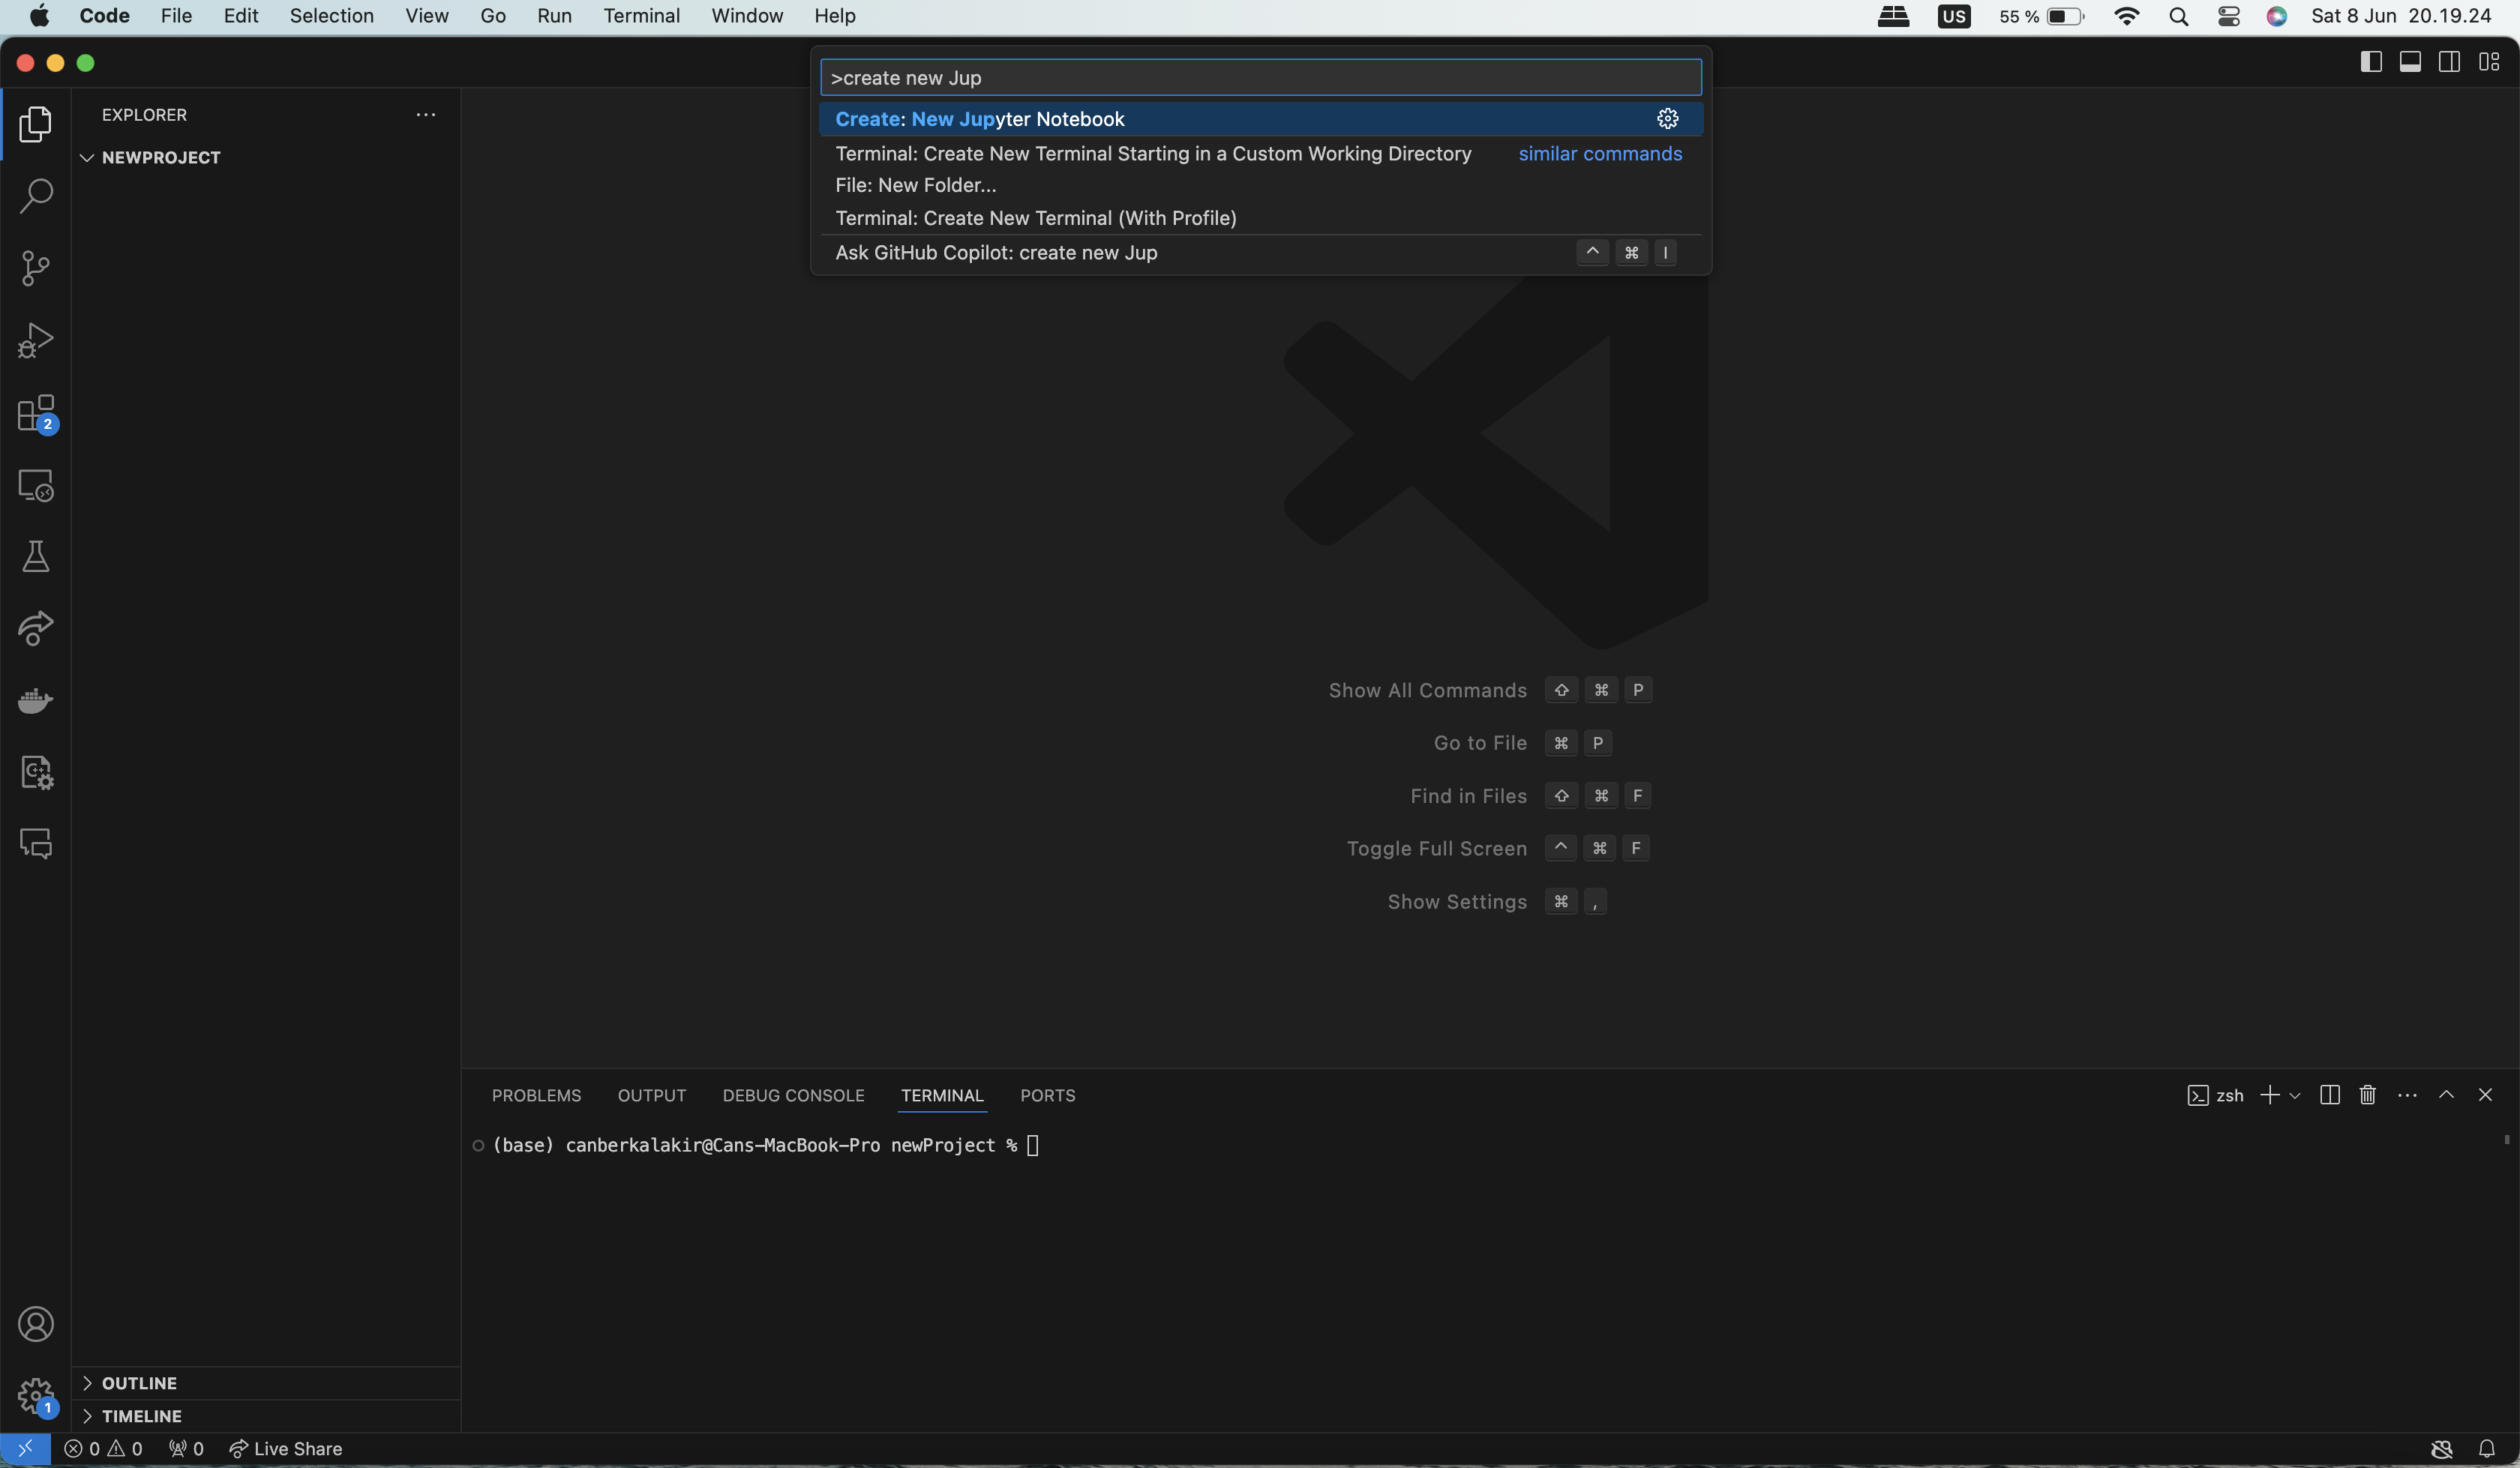 Code File Edit Selection View Go Run Terminal Window Help US 55 % Sat 8 Jun 20.19.24
>create new Jup
Create: New Jupyter Notebook
Terminal: Create New Terminal Starting in a Custom Working Directory similar commands
File: New Folder...
Terminal: Create New Terminal (With Profile)
Ask GitHub Copilot: create new Jup ^ ⌘ I
EXPLORER
NEWPROJECT
2
C++
Show All Commands ⇧ ⌘ P
Go to File ⌘ P
Find in Files ⇧ ⌘ F
Toggle Full Screen ^ ⌘ F
Show Settings ⌘ ,
PROBLEMS OUTPUT DEBUG CONSOLE TERMINAL PORTS zsh
(base) canberkalakir@Cans-MacBook-Pro newProject %
OUTLINE
1
TIMELINE
0 0 0 Live Share